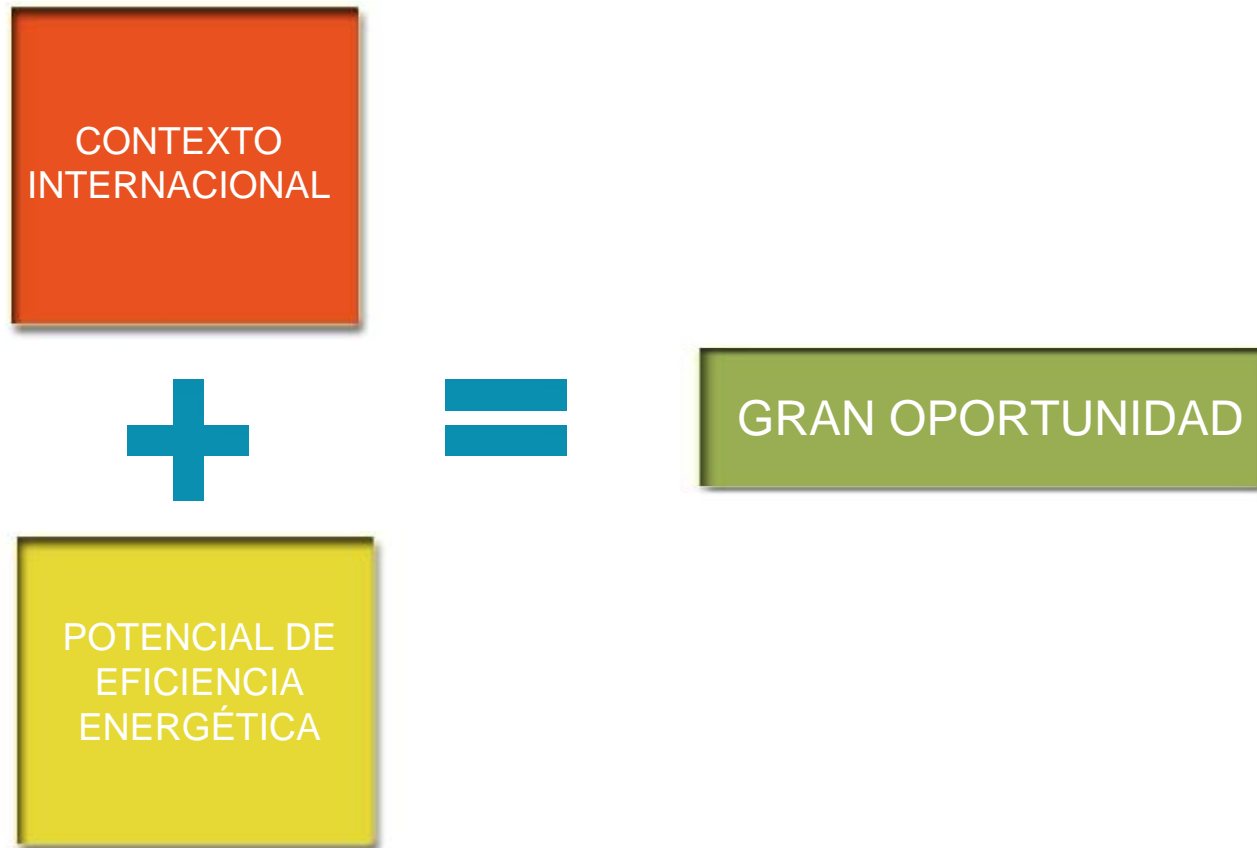 CONTEXTO
INTERNACIONAL
GRAN OPORTUNIDAD
POTENCIAL DE
EFICIENCIA
ENERGÉTICA